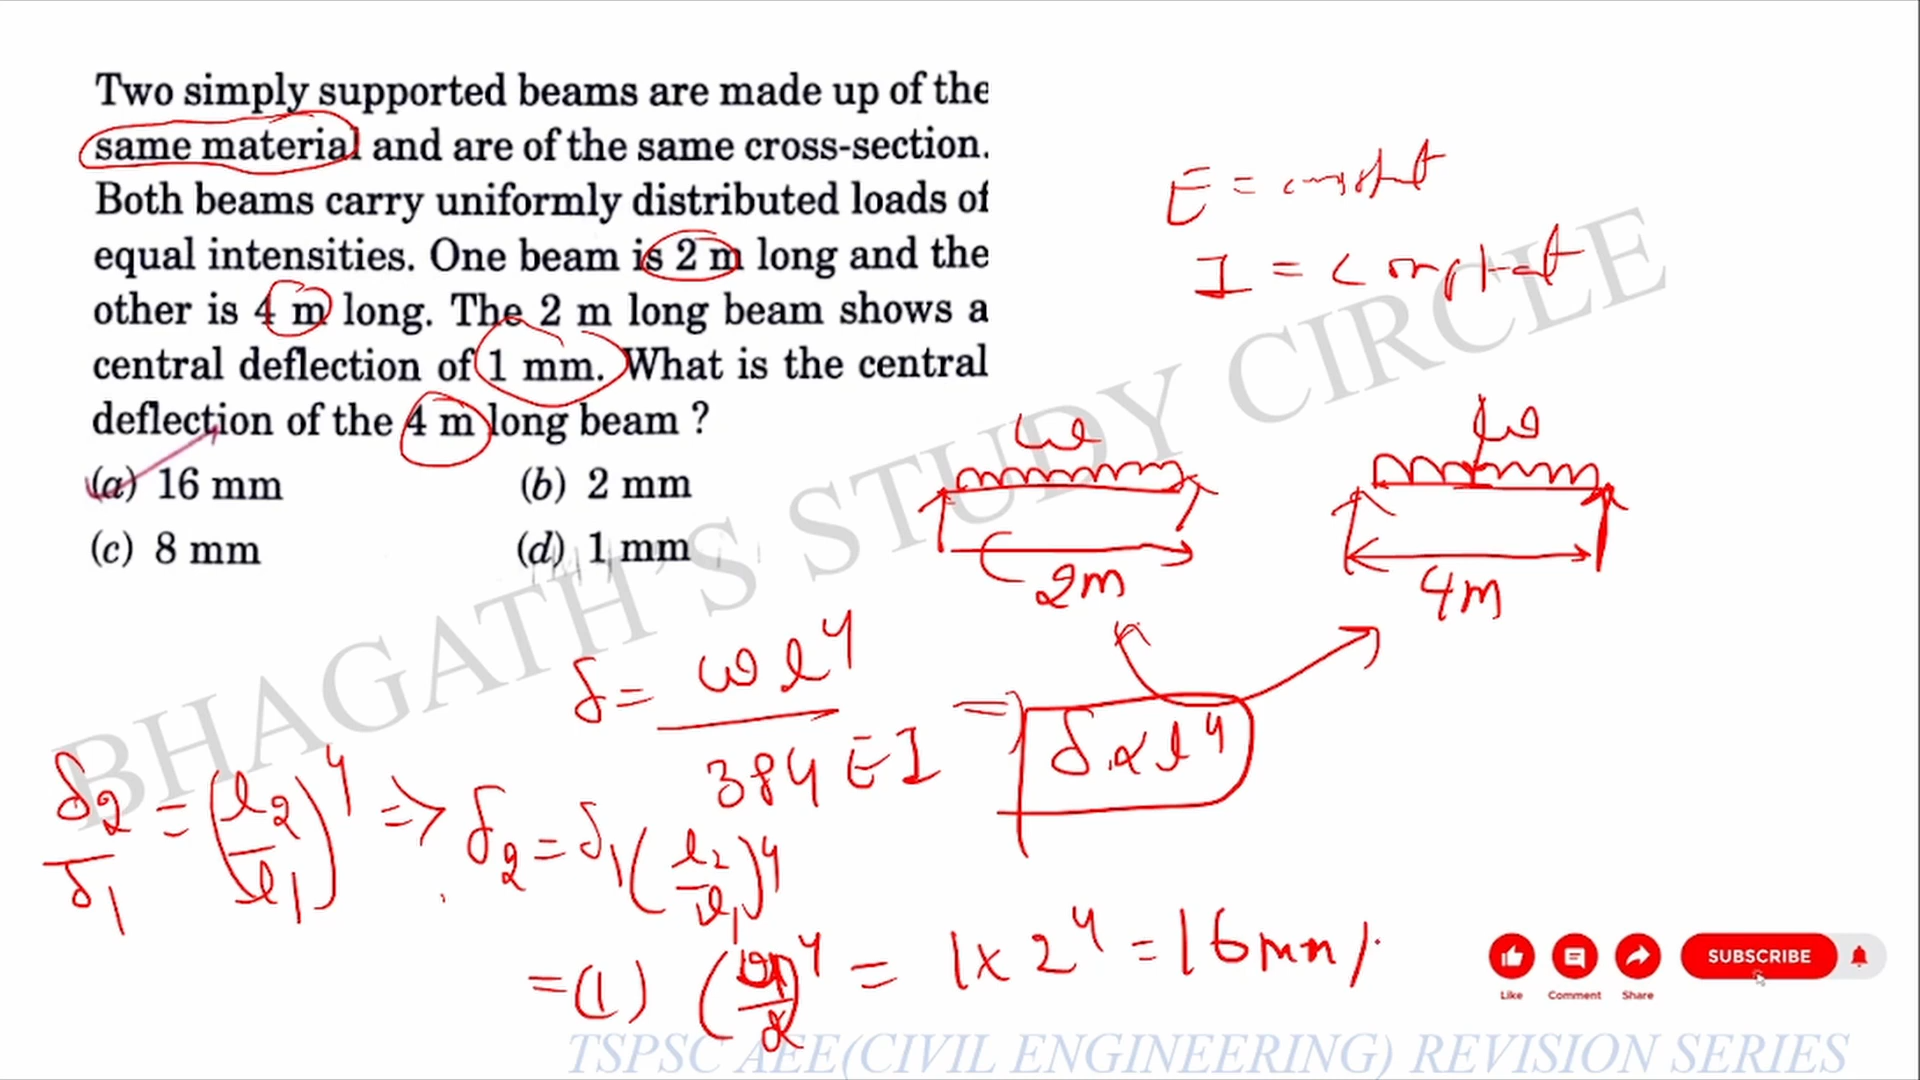 Two simply supported beams are made up of the
same material and are of the same cross-section.
Both beams carry uniformly distributed loads of
equal intensities. One beam is 2 m long and the
other is 4 m long. The 2 m long beam shows a
central deflection of 1 mm. What is the central
deflection of the 4 m long beam ?
(a) 16 mm (b) 2 mm
(c) 8 mm (d) 1 mm
E = constant
I = constant
ω
ω
2m
4m
δ = ωl⁴ / 384 EI ⇒ δ α l⁴
δ2/δ1 = (l2/l1)⁴ ⇒ δ2 = δ1 (l2/l1)⁴
= (1) (4/2)⁴ = 1 x 2⁴ = 16 mm
BHAGATH'S STUDY CIRCLE
Like Comment Share SUBSCRIBE
TSPSC AEE(CIVIL ENGINEERING) REVISION SERIES